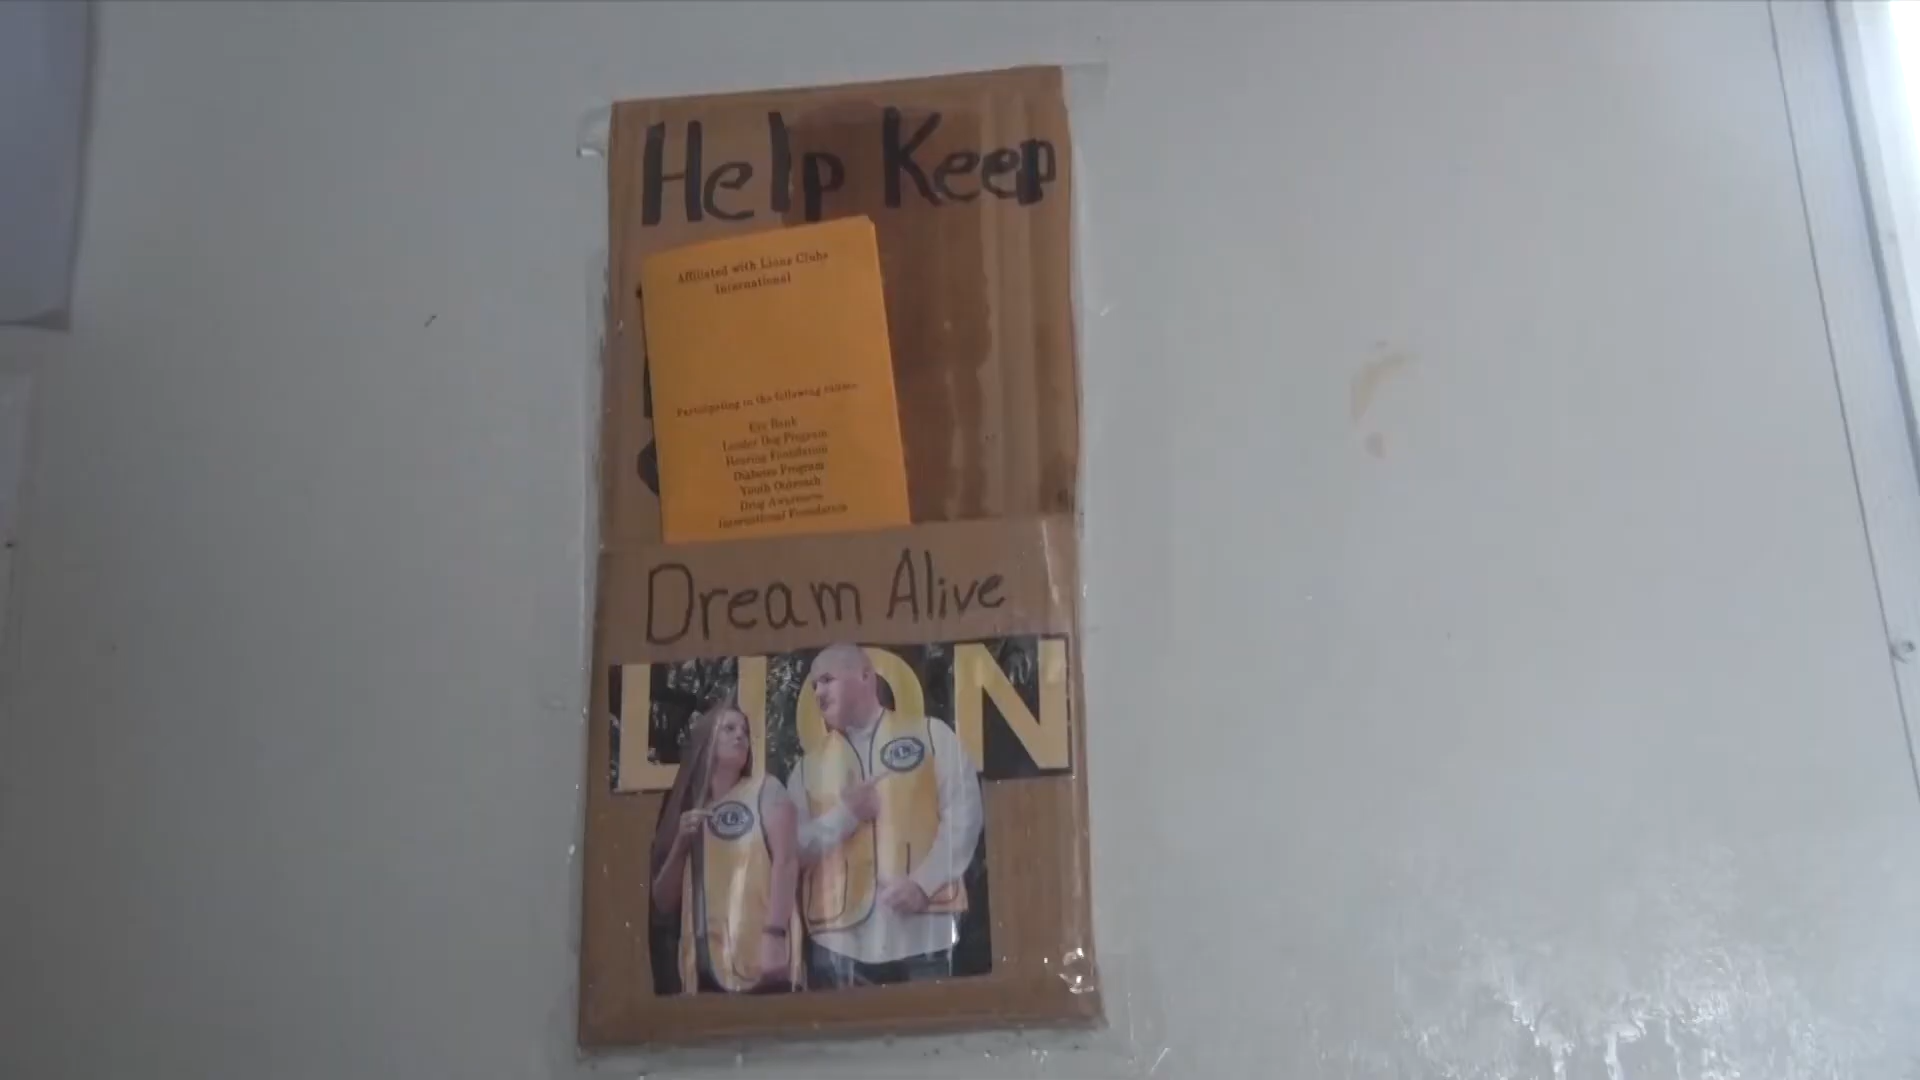 Help Keep
Affiliated with Lions Clubs
International
Participating in the following causes:
Eye Bank
Leader Dog Program
Hearing Foundation
Diabetes Program
Youth Outreach
Drug Awareness
International Foundation
Dream Alive
LION